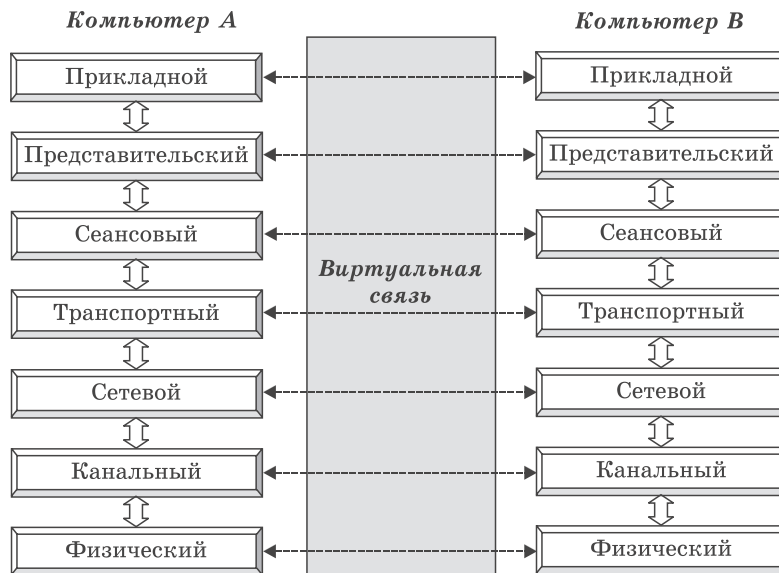 Компьютер А
Компьютер В
Прикладной
Прикладной
Представительский
Представительский
Сеансовый
Сеансовый
Виртуальная
связь
Транспортный
Транспортный
Сетевой
Сетевой
Канальный
Канальный
Физический
Физический